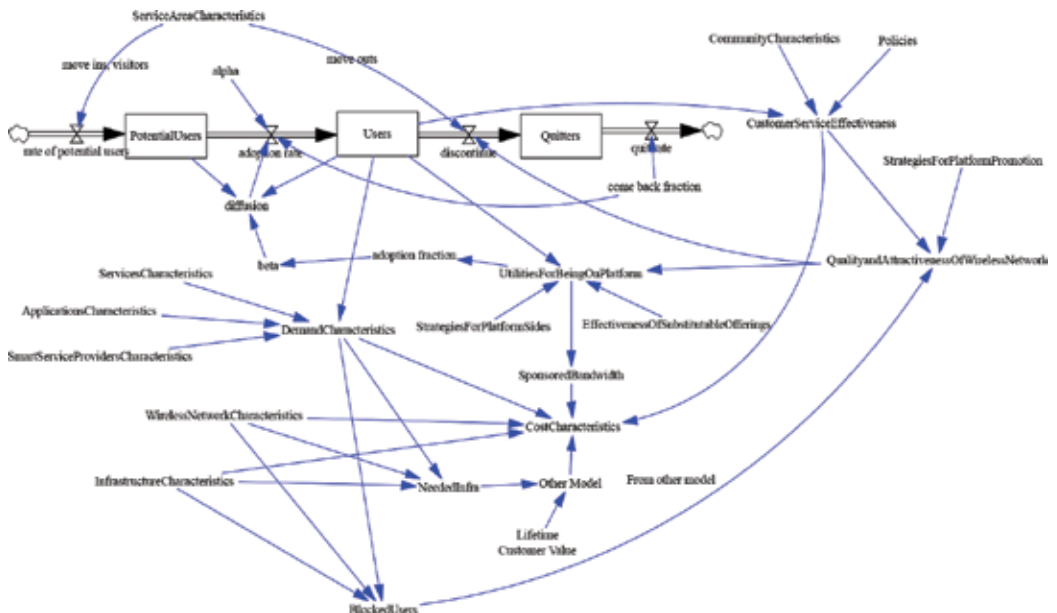 ServiceAreaCharacteristics
CommunityCharacteristics
Policies
move ins, visitors
alpha
move outs
PotentialUsers
Users
Quitters
CustomerServiceEffectiveness
rate of potential users
adoption rate
discontinue
quit rate
StrategiesForPlatformPromotion
come back fraction
diffusion
beta
adoption fraction
UtilitiesForBeingOnPlatform
QualityandAttractivenessOfWirelessNetwork
ServicesCharacteristics
ApplicationsCharacteristics
DemandCharacteristics
StrategiesForPlatformSides
EffectivenessOfSubstitutableOfferings
SmartServiceProvidersCharacteristics
SponsoredBandwidth
WirelessNetworkCharacteristics
CostCharacteristics
InfrastructureCharacteristics
NeededInfra
Other Model
From other model
Lifetime
Customer Value
BlockedUsers